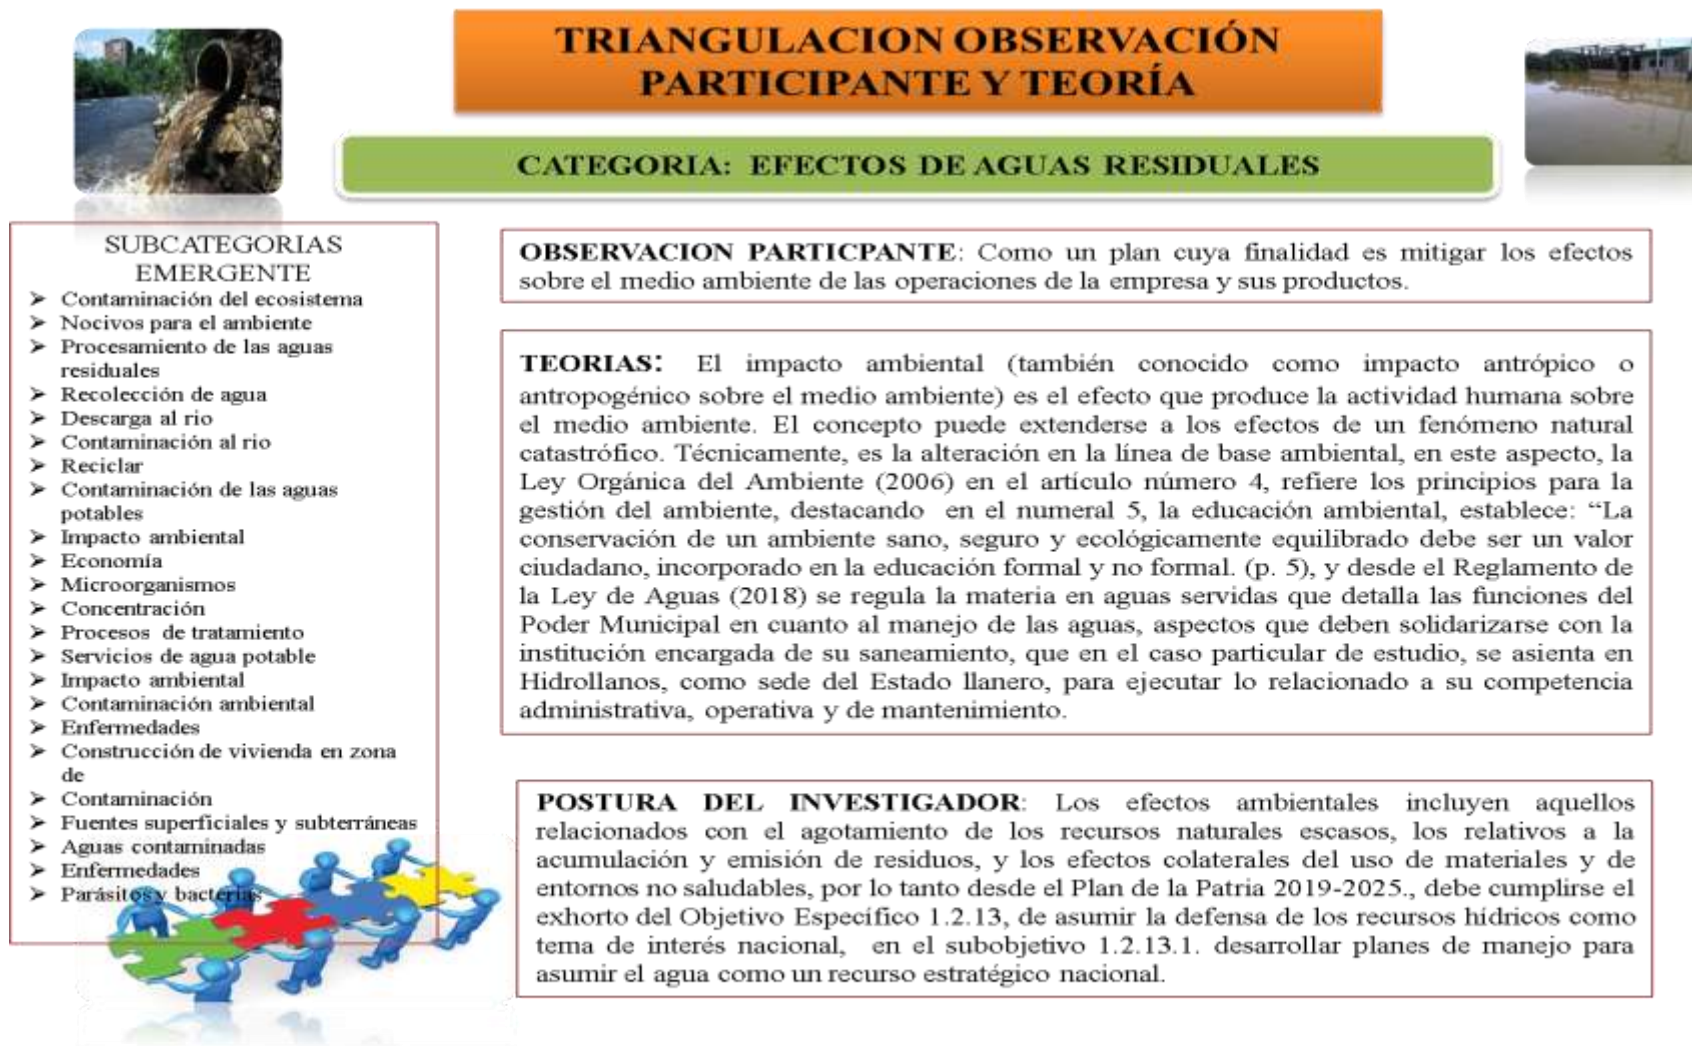 TRIANGULACION OBSERVACIÓN
PARTICIPANTE Y TEORÍA
CATEGORIA: EFECTOS DE AGUAS RESIDUALES
SUBCATEGORIAS
EMERGENTE
➤ Contaminación del ecosistema
➤ Nocivos para el ambiente
➤ Procesamiento de las aguas
residuales
➤ Recolección de agua
➤ Descarga al rio
➤ Contaminación al rio
➤ Reciclar
➤ Contaminación de las aguas
potables
➤ Impacto ambiental
➤ Economía
➤ Microorganismos
➤ Concentración
➤ Procesos de tratamiento
➤ Servicios de agua potable
➤ Impacto ambiental
➤ Contaminación ambiental
➤ Enfermedades
➤ Construcción de vivienda en zona
de
➤ Contaminación
➤ Fuentes superficiales y subterráneas
➤ Aguas contaminadas
➤ Enfermedades
➤ Parásitos y bacterias
OBSERVACION PARTICPANTE: Como un plan cuya finalidad es mitigar los efectos
sobre el medio ambiente de las operaciones de la empresa y sus productos.
TEORIAS: El impacto ambiental (también conocido como impacto antrópico o
antropogénico sobre el medio ambiente) es el efecto que produce la actividad humana sobre
el medio ambiente. El concepto puede extenderse a los efectos de un fenómeno natural
catastrófico. Técnicamente, es la alteración en la línea de base ambiental, en este aspecto, la
Ley Orgánica del Ambiente (2006) en el artículo número 4, refiere los principios para la
gestión del ambiente, destacando en el numeral 5, la educación ambiental, establece: “La
conservación de un ambiente sano, seguro y ecológicamente equilibrado debe ser un valor
ciudadano, incorporado en la educación formal y no formal. (p. 5), y desde el Reglamento de
la Ley de Aguas (2018) se regula la materia en aguas servidas que detalla las funciones del
Poder Municipal en cuanto al manejo de las aguas, aspectos que deben solidarizarse con la
institución encargada de su saneamiento, que en el caso particular de estudio, se asienta en
Hidrollanos, como sede del Estado llanero, para ejecutar lo relacionado a su competencia
administrativa, operativa y de mantenimiento.
POSTURA DEL INVESTIGADOR: Los efectos ambientales incluyen aquellos
relacionados con el agotamiento de los recursos naturales escasos, los relativos a la
acumulación y emisión de residuos, y los efectos colaterales del uso de materiales y de
entornos no saludables, por lo tanto desde el Plan de la Patria 2019-2025., debe cumplirse el
exhorto del Objetivo Específico 1.2.13, de asumir la defensa de los recursos hídricos como
tema de interés nacional, en el subobjetivo 1.2.13.1. desarrollar planes de manejo para
asumir el agua como un recurso estratégico nacional.